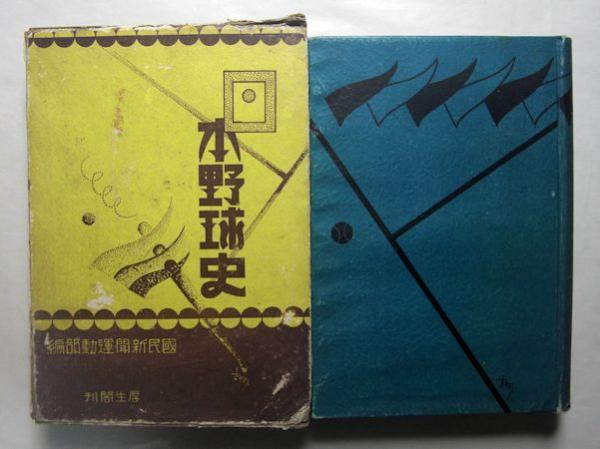 日本野球史
國民新聞運動部編
厚生閣刊